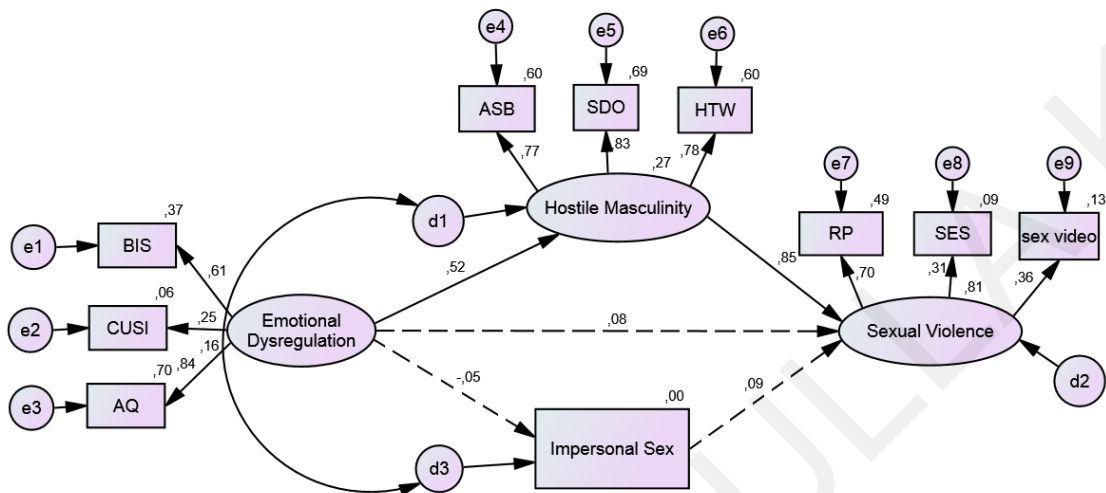 e4
e5
e6
,60
,69
,60
ASB
SDO
HTW
,77
,83
,78
,27
Hostile Masculinity
d1
e7
e8
e9
,49
,09
,13
RP
SES
sex video
,85
,70
,31
,36
,81
Sexual Violence
d2
,37
e1
BIS
,61
,52
,06
e2
CUSI
,25
Emotional
Dysregulation
,08
,16
,70
,84
e3
AQ
-,05
,09
,00
Impersonal Sex
d3
ULLA